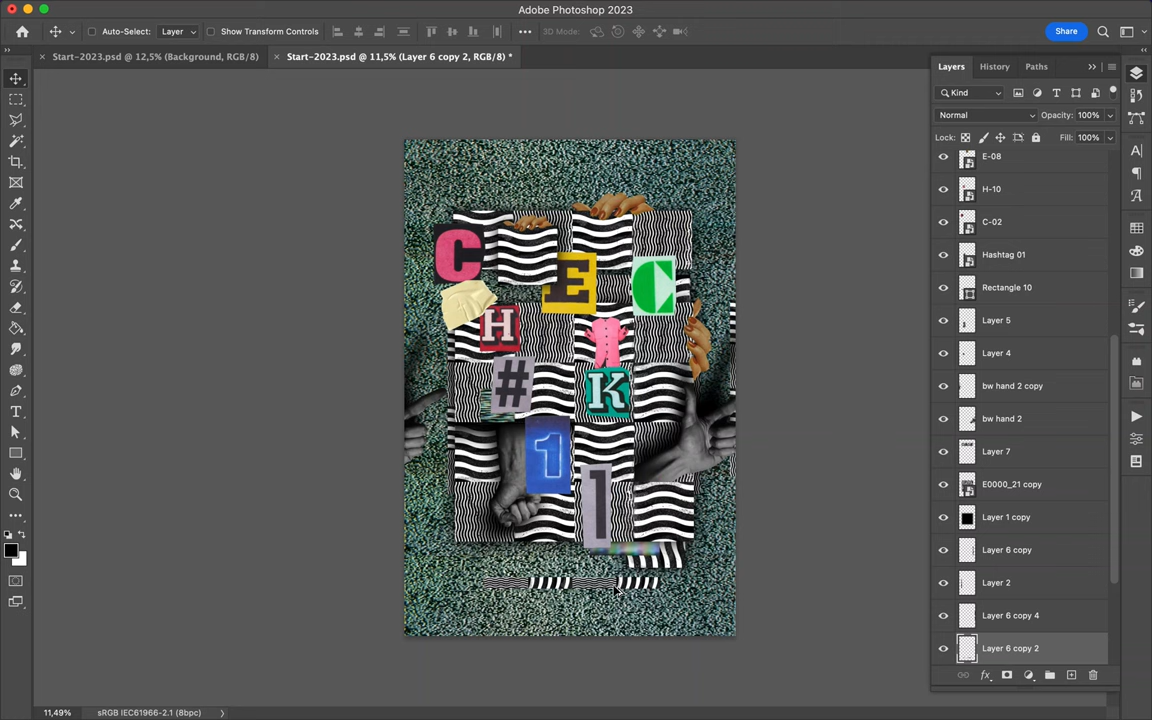 Adobe Photoshop 2023
Auto-Select: Layer Show Transform Controls 3D Mode: Share
Start-2023.psd @ 12,5% (Background, RGB/8) Start-2023.psd @ 11,5% (Layer 6 copy 2, RGB/8) *
Layers History Paths
Kind
Normal Opacity: 100%
Lock: Fill: 100%
E-08
H-10
C-02
Hashtag 01
Rectangle 10
Layer 5
Layer 4
bw hand 2 copy
bw hand 2
Layer 7
E0000_21 copy
Layer 1 copy
Layer 6 copy
Layer 2
Layer 6 copy 4
Layer 6 copy 2
C E C
H
# K
1
1
11,49% sRGB IEC61966-2.1 (8bpc)